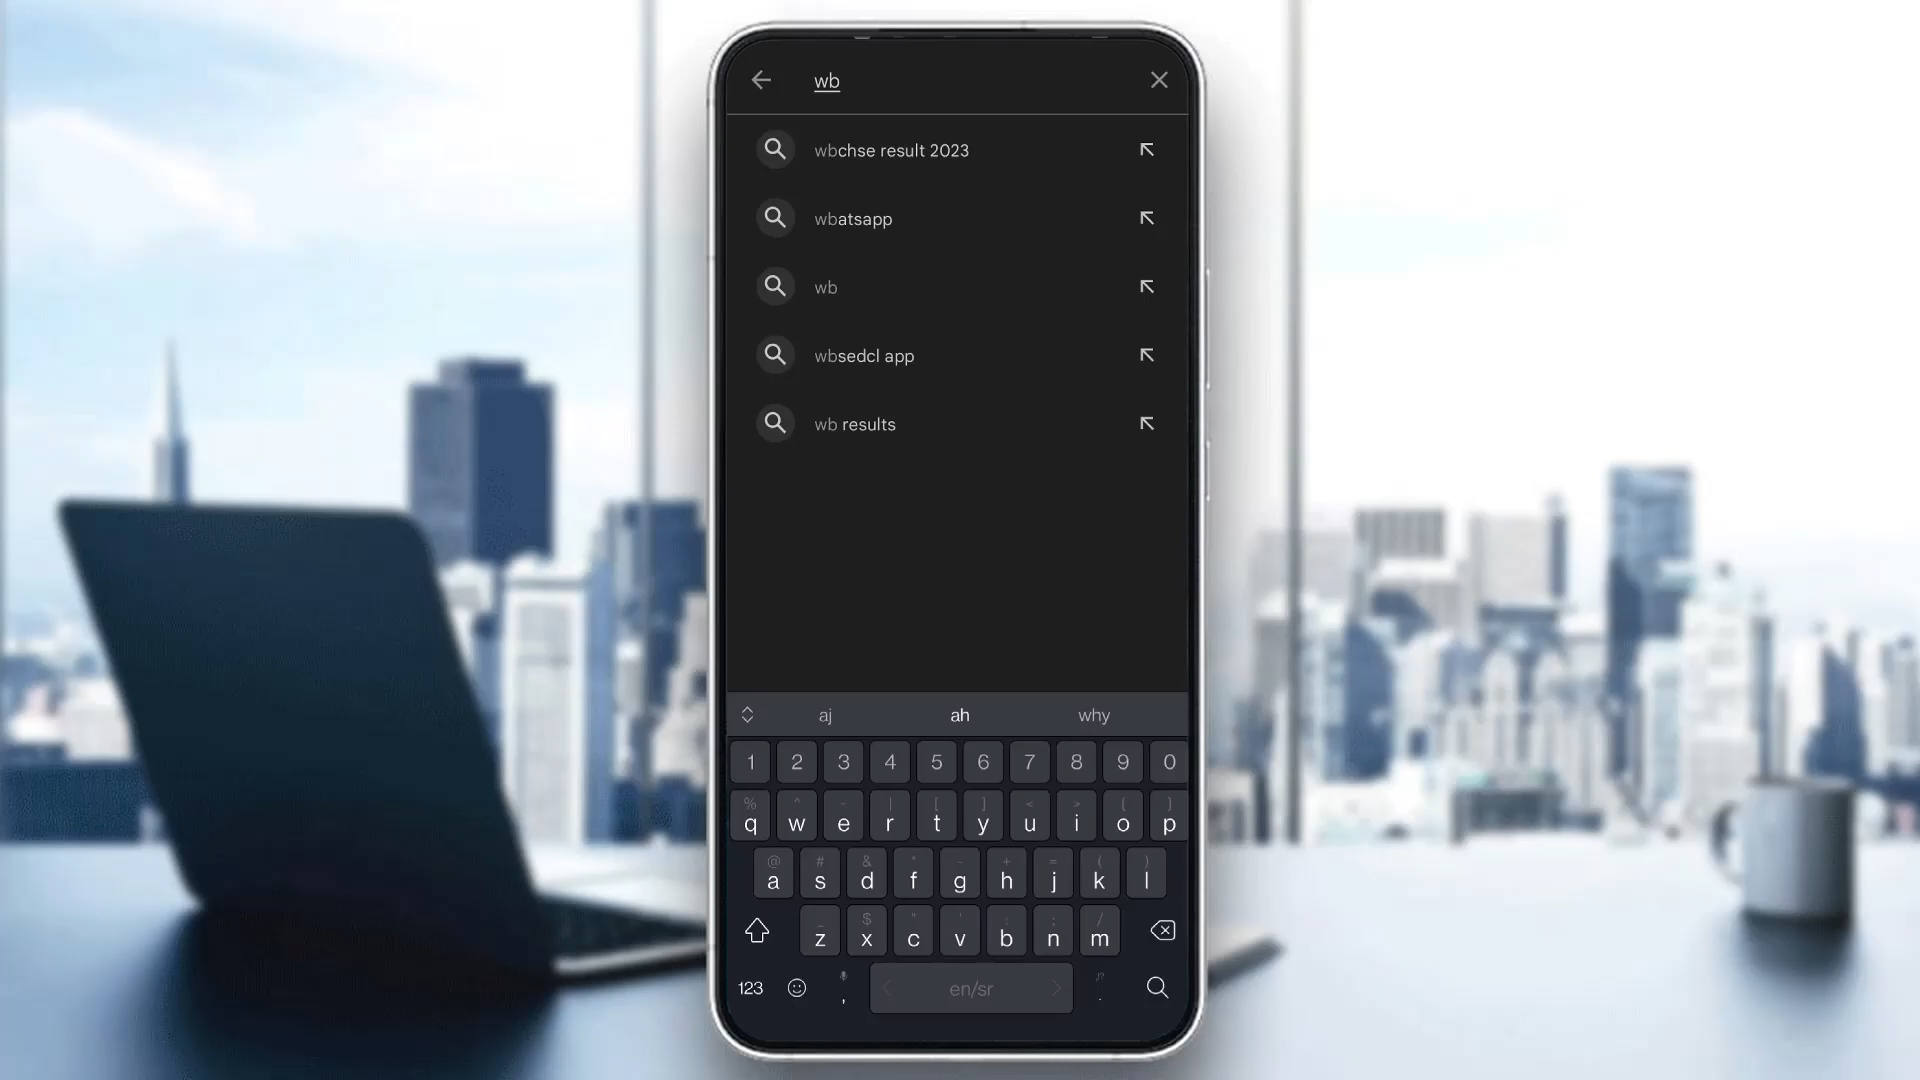 wb
wbchse result 2023
wbatsapp
wb
wbsedcl app
wb results
aj ah why
1 2 3 4 5 6 7 8 9 0
% ^ ~ | [ ] < > { }
q w e r t y u i o p
@ # & * - + = ( )
a s d f g h j k l
_ $ " ' : ; /
z x c v b n m
123 , en/sr .